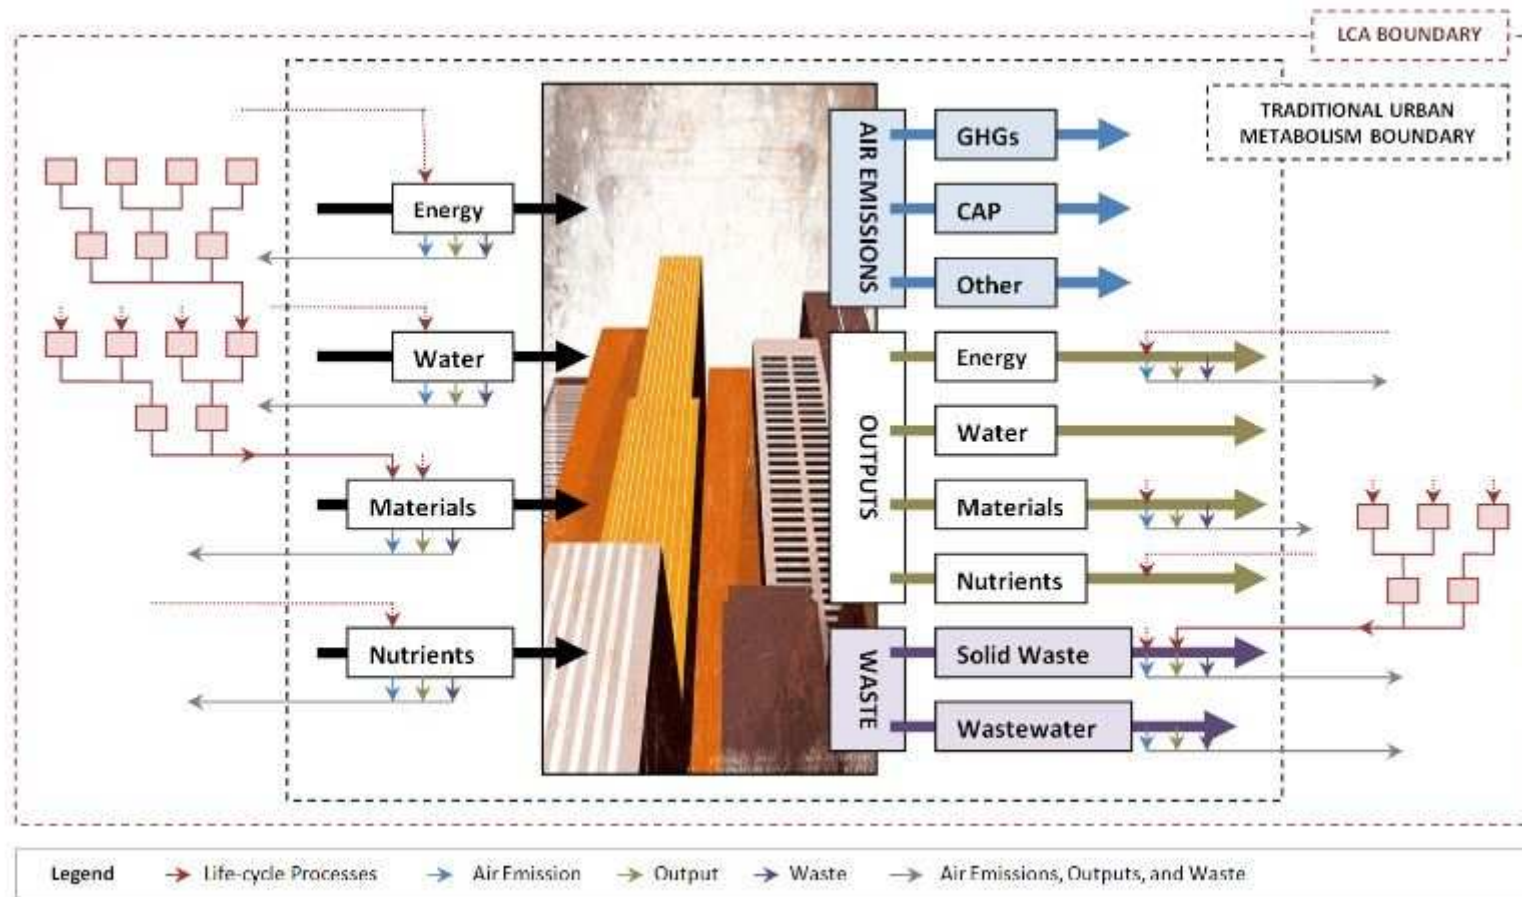 LCA BOUNDARY
TRADITIONAL URBAN
METABOLISM BOUNDARY
Energy
Water
Materials
Nutrients
AIR EMISSIONS
GHGs
CAP
Other
OUTPUTS
Energy
Water
Materials
Nutrients
WASTE
Solid Waste
Wastewater
Legend
Life-cycle Processes
Air Emission
Output
Waste
Air Emissions, Outputs, and Waste